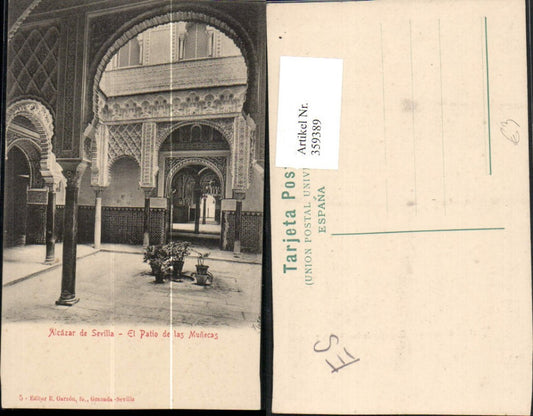 Alcázar de Sevilla - El Patio de las Muñecas
5 - Editor R. Garzón, fo., Granada-Sevilla
Artikel Nr.
359389
Tarjeta Pos
(UNION POSTAL UNIV
ESPAÑA